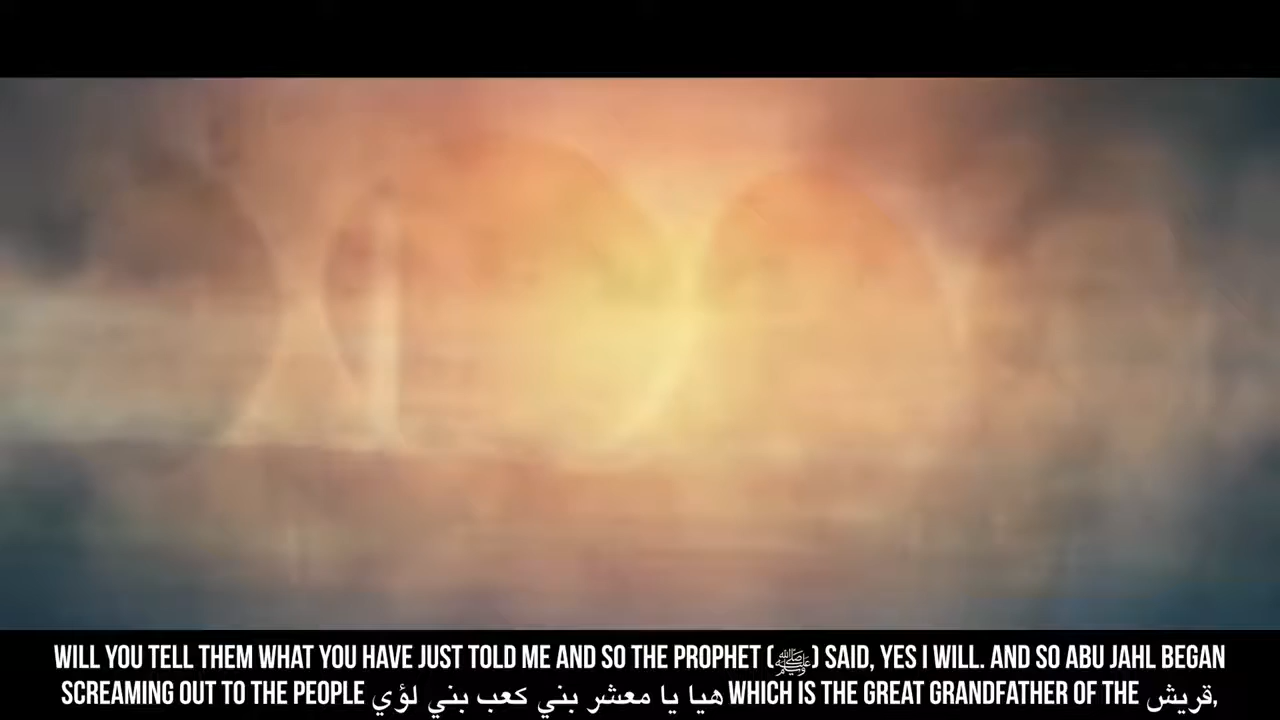 WILL YOU TELL THEM WHAT YOU HAVE JUST TOLD ME AND SO THE PROPHET (ﷺ) SAID, YES I WILL. AND SO ABU JAHL BEGAN
SCREAMING OUT TO THE PEOPLE هيا يا معشر بني كعب بني لؤي WHICH IS THE GREAT GRANDFATHER OF THE قريش,